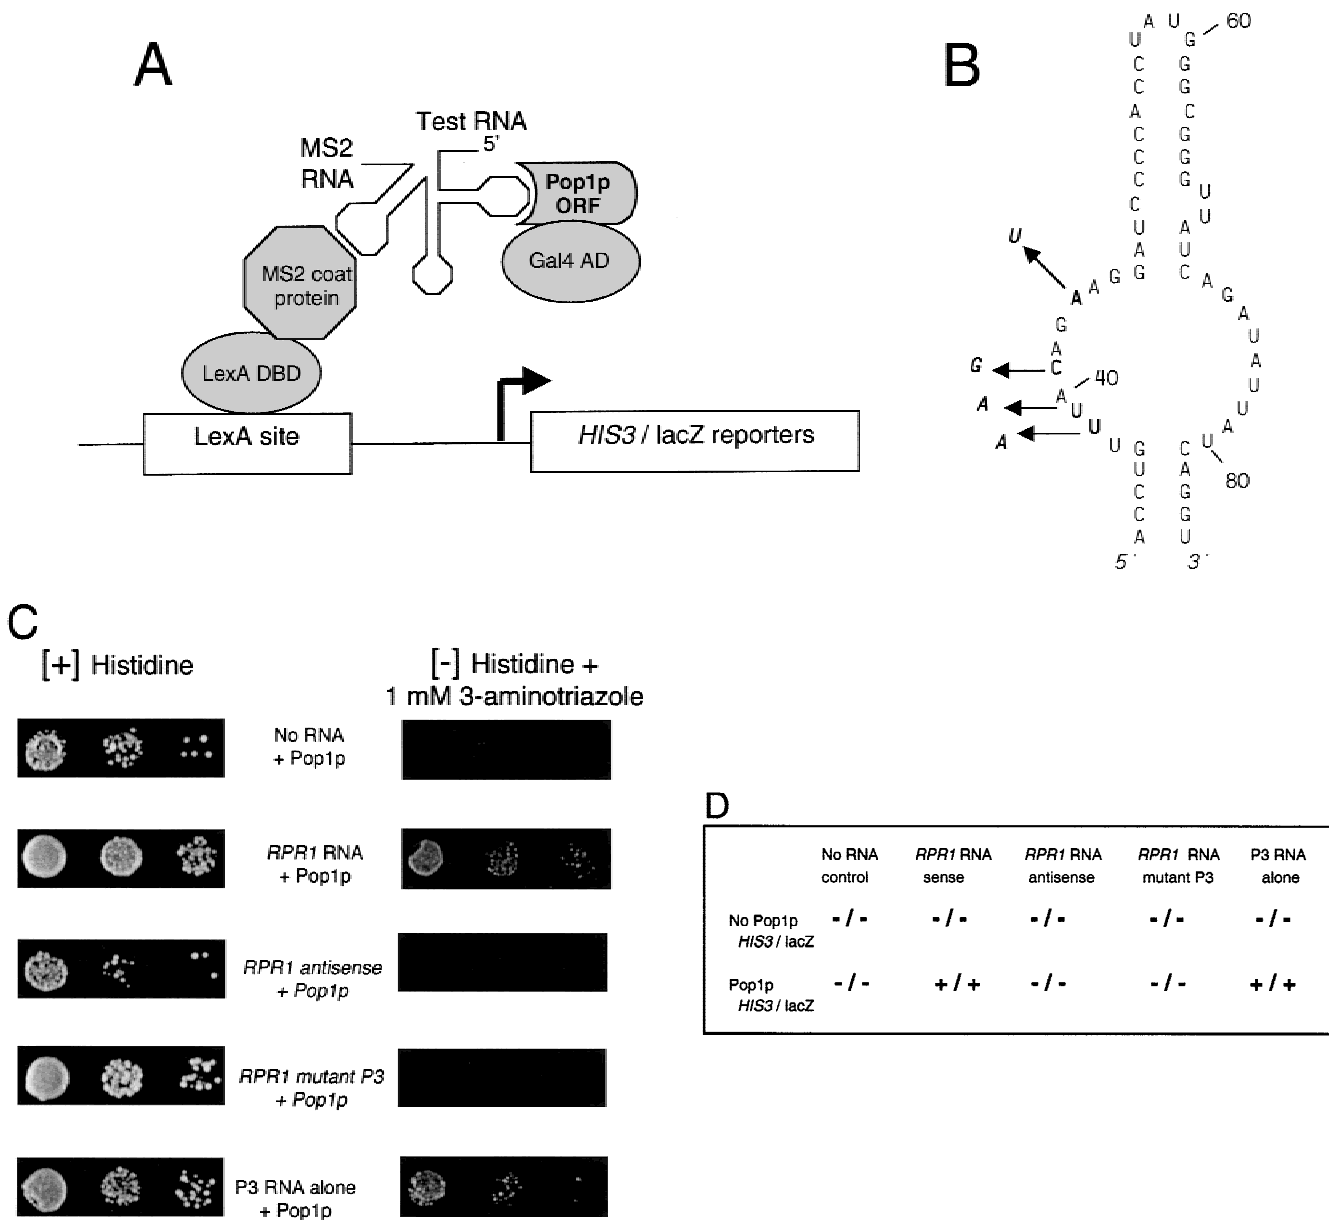 A
Test RNA
5'
MS2
RNA
Pop1p
ORF
Gal4 AD
MS2 coat
protein
LexA DBD
LexA site
HIS3 / lacZ reporters
B
A U
U G 60
C G
C G
A C
C G
C G
C G
C U
U A U
A U
G C
U
A A G G
A G A U A U U A U
G
A
G C
A 40
A U
A U
U G C U
80
U A
C G
C G
A U
5' 3'
C
[+] Histidine
[-] Histidine +
1 mM 3-aminotriazole
No RNA
+ Pop1p
RPR1 RNA
+ Pop1p
RPR1 antisense
+ Pop1p
RPR1 mutant P3
+ Pop1p
P3 RNA alone
+ Pop1p
D
No RNA control
RPR1 RNA sense
RPR1 RNA antisense
RPR1 RNA mutant P3
P3 RNA alone
No Pop1p HIS3 / lacZ
- / - - / - - / - - / - - / -
Pop1p HIS3 / lacZ
- / - + / + - / - - / - + / +